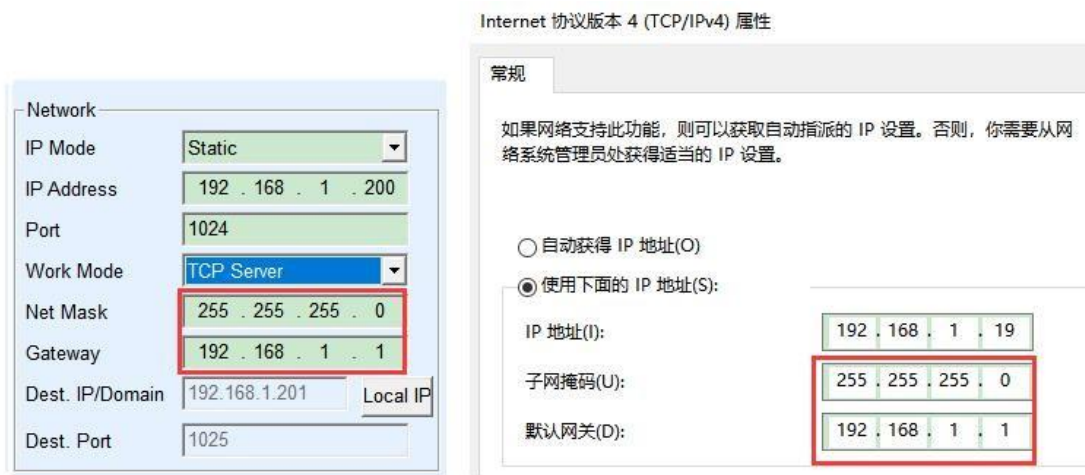 Network
IP Mode Static
IP Address 192 . 168 . 1 . 200
Port 1024
Work Mode TCP Server
Net Mask 255 . 255 . 255 . 0
Gateway 192 . 168 . 1 . 1
Dest. IP/Domain 192.168.1.201 Local IP
Dest. Port 1025
Internet 协议版本 4 (TCP/IPv4) 属性
常规
如果网络支持此功能，则可以获取自动指派的 IP 设置。否则，你需要从网
络系统管理员处获得适当的 IP 设置。
自动获得 IP 地址(O)
使用下面的 IP 地址(S):
IP 地址(I): 192 . 168 . 1 . 19
子网掩码(U): 255 . 255 . 255 . 0
默认网关(D): 192 . 168 . 1 . 1